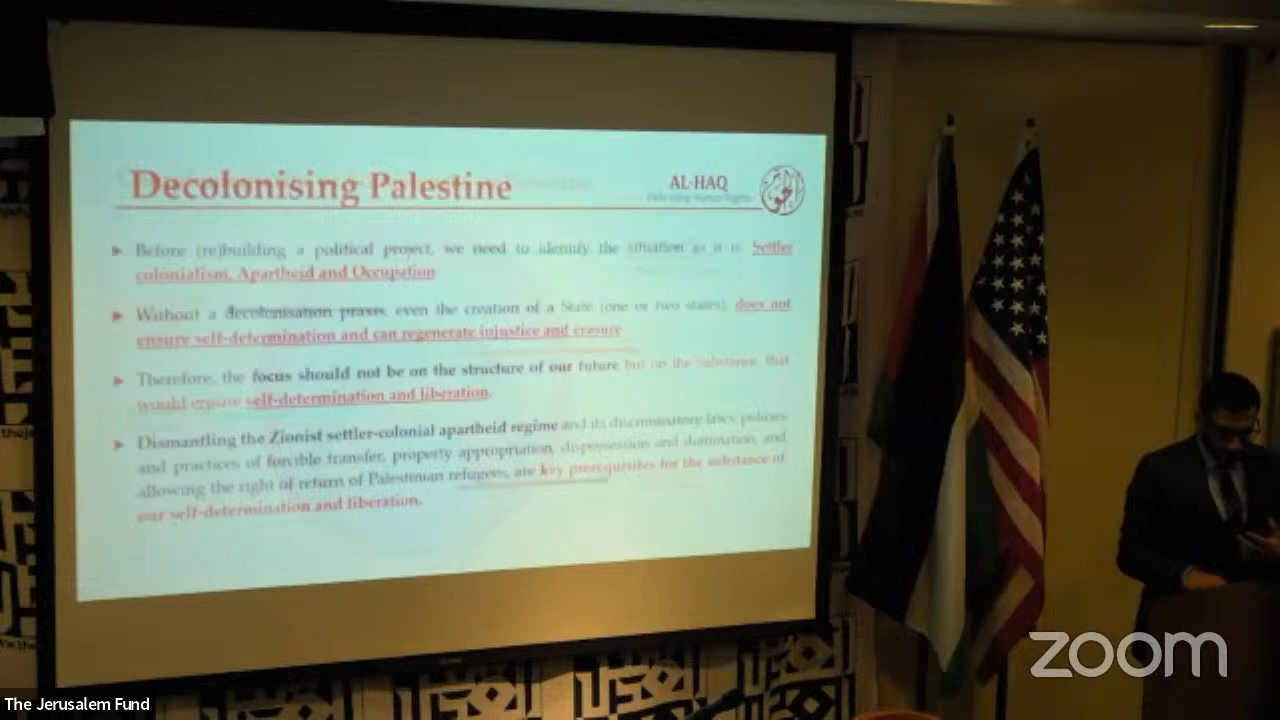 Decolonising Palestine
AL-HAQ
Defending Human Rights
► Before (re)building a political project, we need to identify the situation as it is Settler
colonialism, Apartheid and Occupation
► Without a decolonisation praxis, even the creation of a State (one or two states), does not
ensure self-determination and can regenerate injustice and erasure
► Therefore, the focus should not be on the structure of our future but on the substance, that
would ensure self-determination and liberation.
► Dismantling the Zionist settler-colonial apartheid regime and its discriminatory laws, policies
and practices of forcible transfer, property appropriation, dispossession and domination, and
allowing the right of return of Palestinian refugees, are key prerequisites for the substance of
our self-determination and liberation.
zoom
The Jerusalem Fund